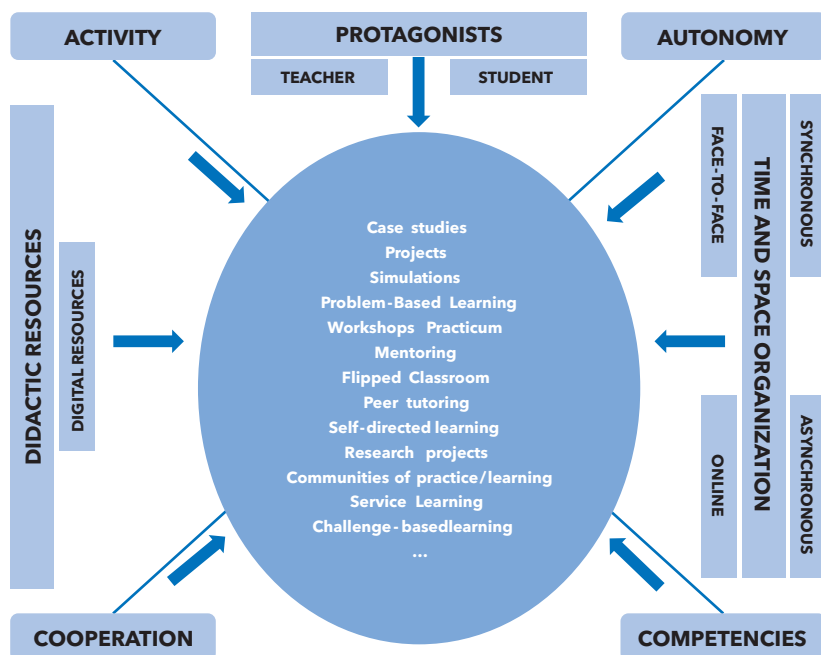 ACTIVITY
PROTAGONISTS
AUTONOMY
TEACHER
STUDENT
DIDACTIC RESOURCES
DIGITAL RESOURCES
Case studies
Projects
Simulations
Problem-Based Learning
Workshops Practicum
Mentoring
Flipped Classroom
Peer tutoring
Self-directed learning
Research projects
Communities of practice/learning
Service Learning
Challenge-basedlearning
...
FACE-TO-FACE
ONLINE
TIME AND SPACE ORGANIZATION
SYNCHRONOUS
ASYNCHRONOUS
COOPERATION
COMPETENCIES